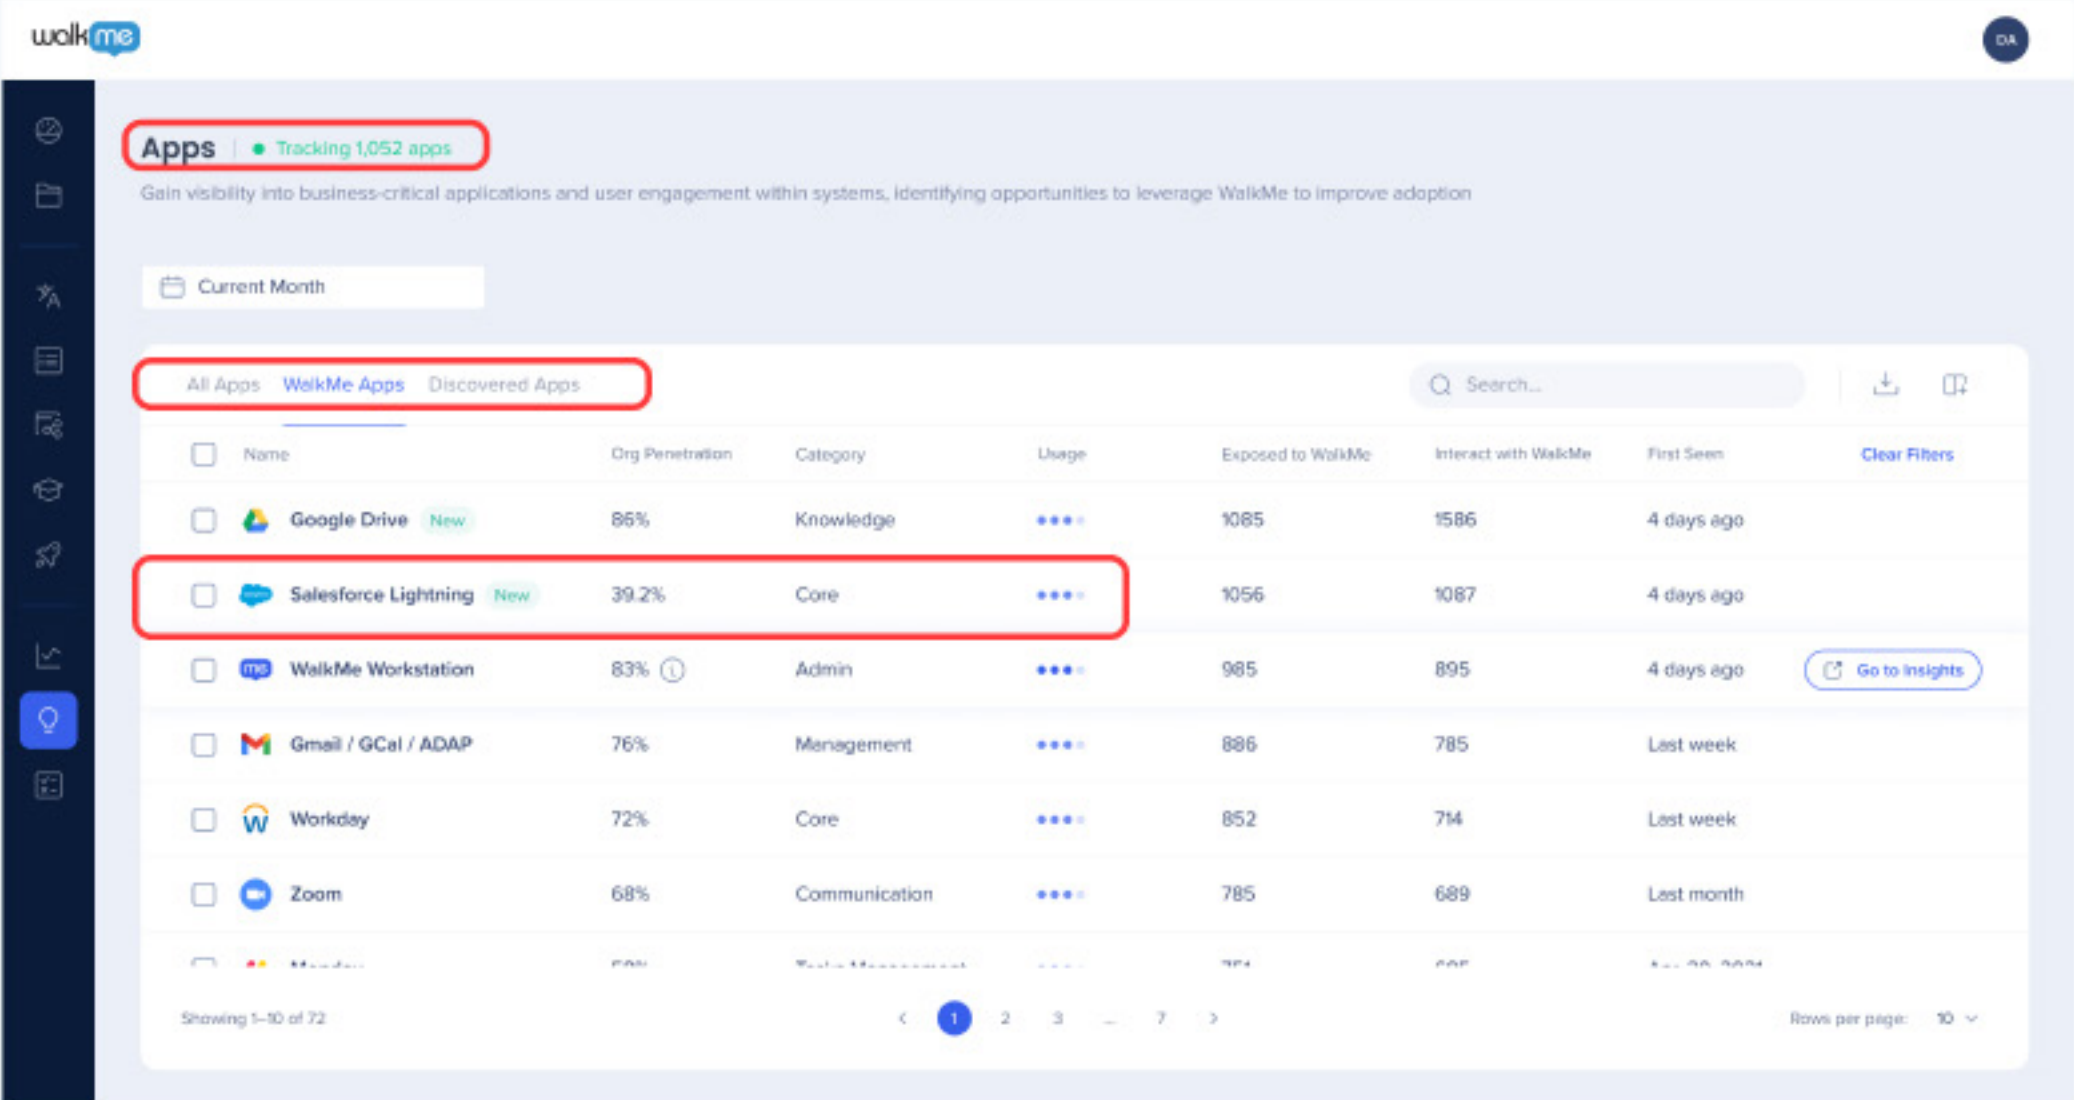 walkme
DA
Apps Tracking 1,052 apps
Gain visibility into business-critical applications and user engagement within systems, identifying opportunities to leverage WalkMe to improve adoption
Current Month
All Apps WalkMe Apps Discovered Apps Search...
Name Org Penetration Category Usage Exposed to WalkMe Interact with WalkMe First Seen Clear Filters
Google Drive New 86% Knowledge 1085 1586 4 days ago
Salesforce Lightning New 39.2% Core 1056 1087 4 days ago
me WalkMe Workstation 83% Admin 985 895 4 days ago Go to Insights
Gmail / GCal / ADAP 76% Management 886 785 Last week
Workday 72% Core 852 714 Last week
Zoom 68% Communication 785 689 Last month
Monday Tasks Management
Showing 1–10 of 72 < 1 2 3 ... 7 > Rows per page: 10